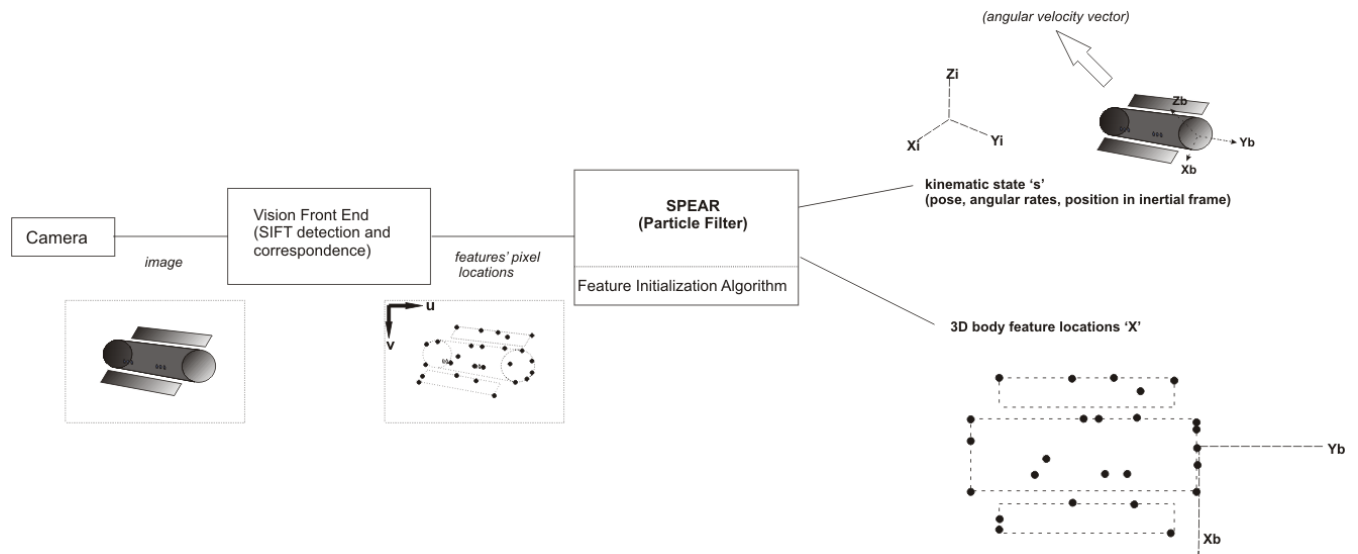 (angular velocity vector)
Zi
Xi
Yi
Zb
Yb
Xb
kinematic state ‘s’
(pose, angular rates, position in inertial frame)
Camera
image
Vision Front End
(SIFT detection and
correspondence)
features’ pixel
locations
SPEAR
(Particle Filter)
Feature Initialization Algorithm
u
v
3D body feature locations ‘X’
Yb
Xb